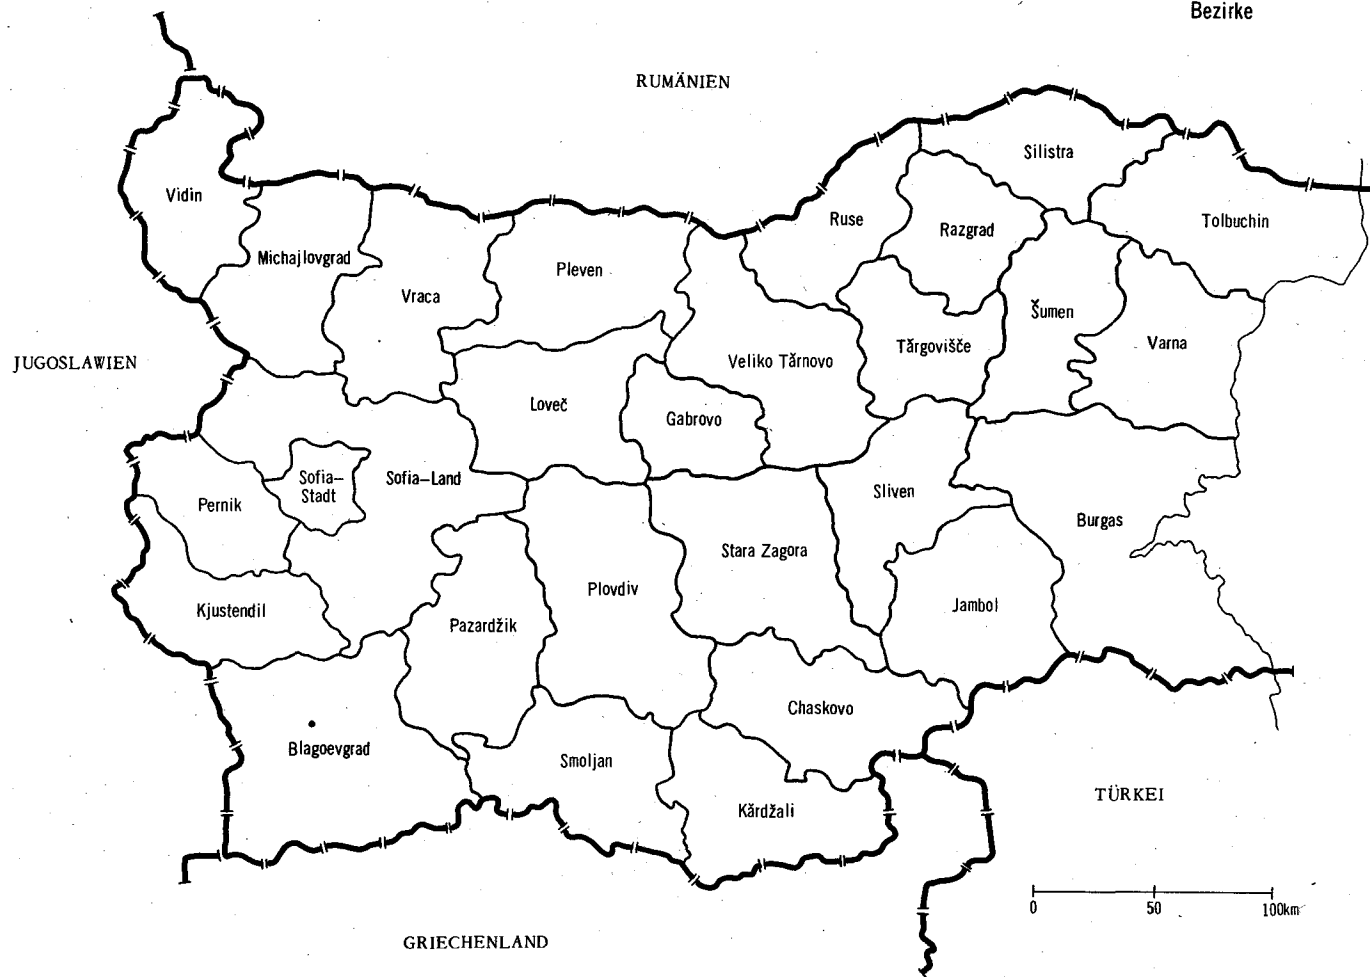 Bezirke
RUMÄNIEN
Silistra
Vidin
Ruse
Razgrad
Tolbuchin
Michajlovgrad
Pleven
Vraca
Šumen
Varna
Tărgovišče
JUGOSLAWIEN
Veliko Tărnovo
Loveč
Gabrovo
Sofia–
Stadt
Sofia–Land
Pernik
Sliven
Burgas
Stara Zagora
Plovdiv
Jambol
Kjustendil
Pazardžik
Chaskovo
Blagoevgrad
Smoljan
Kărdžali
TÜRKEI
0 50 100km
GRIECHENLAND